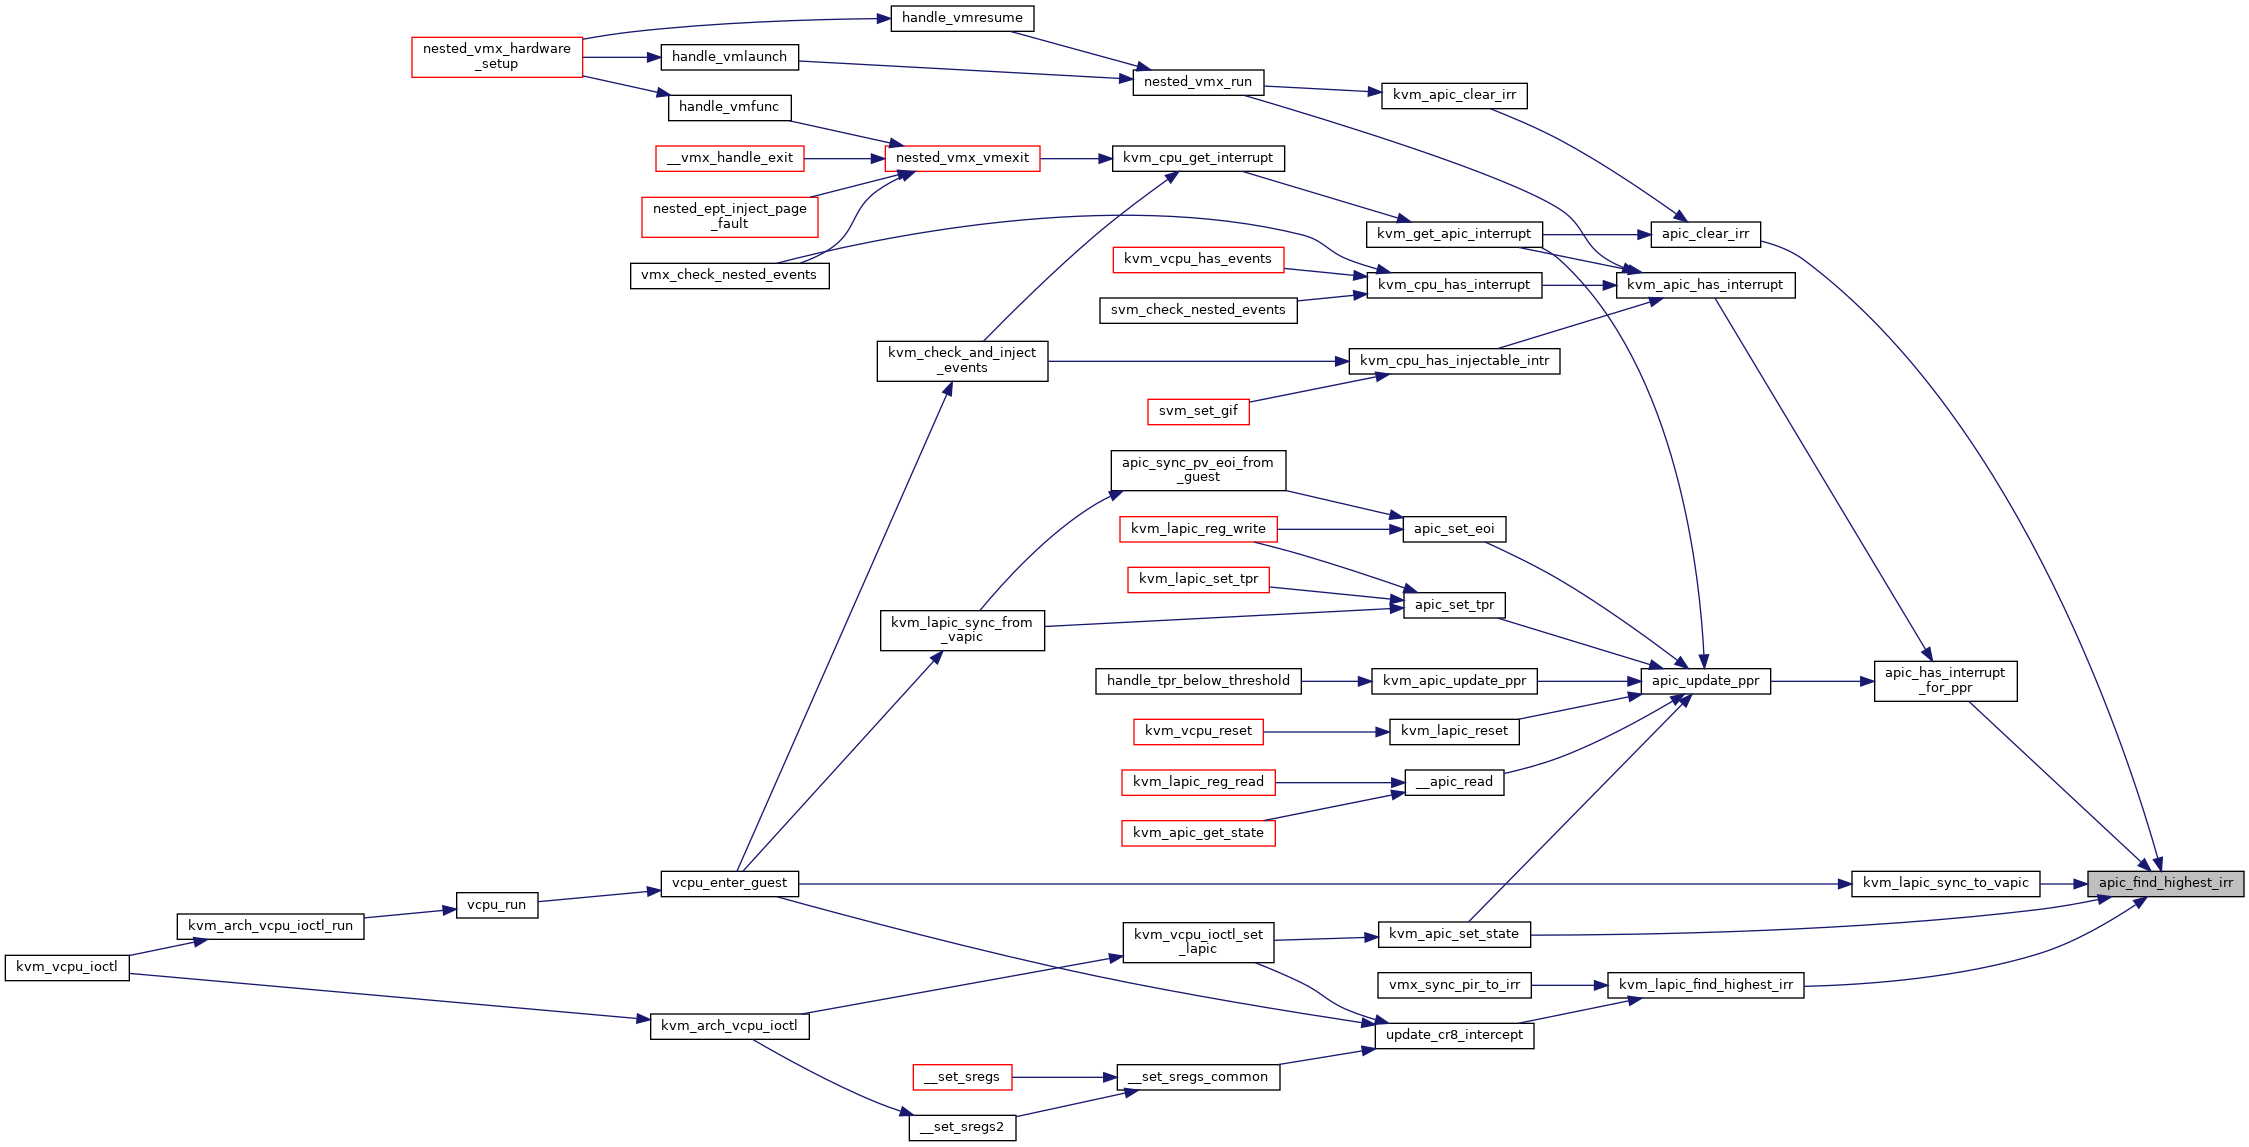 handle_vmresume
nested_vmx_hardware
_setup
handle_vmlaunch
nested_vmx_run
kvm_apic_clear_irr
handle_vmfunc
__vmx_handle_exit
nested_vmx_vmexit
kvm_cpu_get_interrupt
nested_ept_inject_page
_fault
kvm_get_apic_interrupt
apic_clear_irr
vmx_check_nested_events
kvm_vcpu_has_events
kvm_cpu_has_interrupt
kvm_apic_has_interrupt
svm_check_nested_events
kvm_check_and_inject
_events
kvm_cpu_has_injectable_intr
svm_set_gif
apic_sync_pv_eoi_from
_guest
kvm_lapic_reg_write
apic_set_eoi
kvm_lapic_set_tpr
apic_set_tpr
kvm_lapic_sync_from
_vapic
handle_tpr_below_threshold
kvm_apic_update_ppr
apic_update_ppr
apic_has_interrupt
_for_ppr
kvm_vcpu_reset
kvm_lapic_reset
kvm_lapic_reg_read
__apic_read
kvm_apic_get_state
vcpu_enter_guest
kvm_lapic_sync_to_vapic
apic_find_highest_irr
vcpu_run
kvm_arch_vcpu_ioctl_run
kvm_vcpu_ioctl_set
_lapic
kvm_apic_set_state
kvm_vcpu_ioctl
vmx_sync_pir_to_irr
kvm_lapic_find_highest_irr
kvm_arch_vcpu_ioctl
update_cr8_intercept
__set_sregs
__set_sregs_common
__set_sregs2